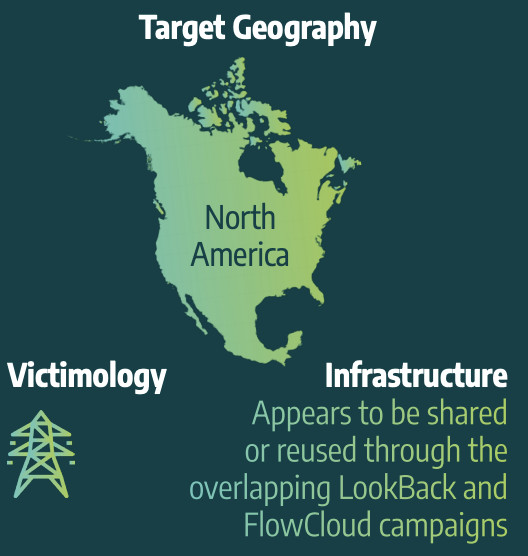 Target Geography
North
America
Victimology
Infrastructure
Appears to be shared
or reused through the
overlapping LookBack and
FlowCloud campaigns